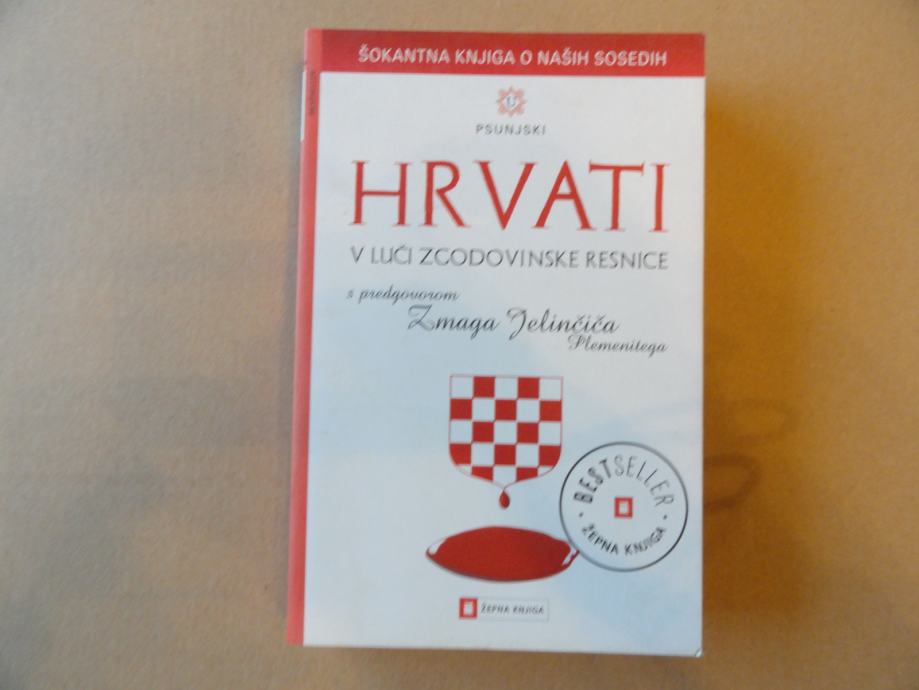 ŠOKANTNA KNJIGA O NAŠIH SOSEDIH
U
PSUNJSKI
HRVATI
V LUČI ZGODOVINSKE RESNICE
s predgovorom
Zmaga Jelinčiča
Plemenitega
BESTSELLER
ŽEPNA KNJIGA
ŽEPNA KNJIGA